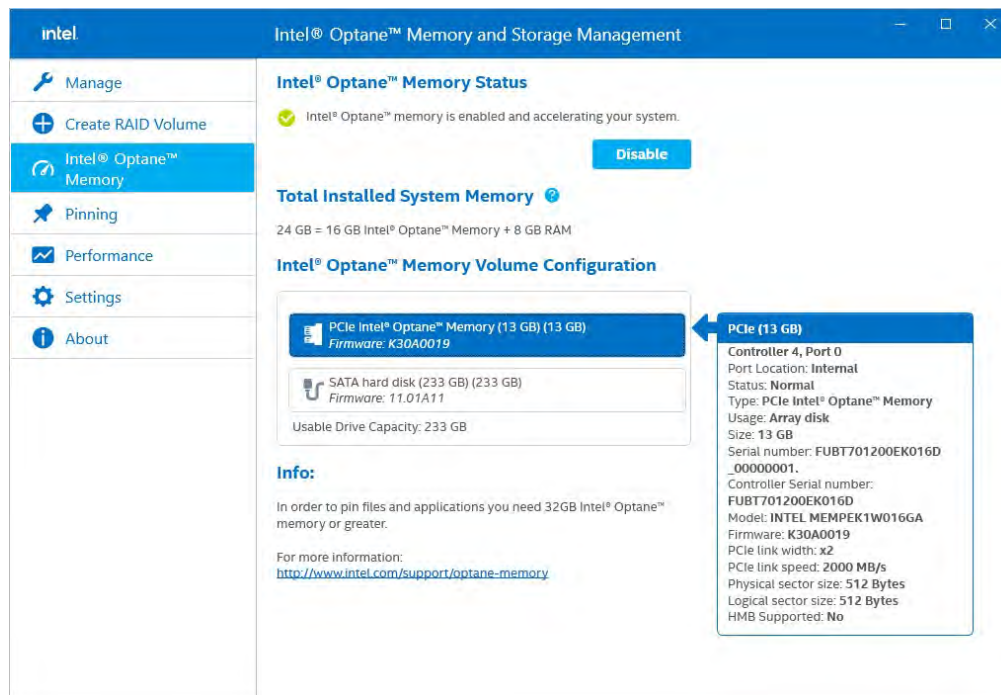 intel.
Intel® Optane™ Memory and Storage Management
Manage
Create RAID Volume
Intel® Optane™
Memory
Pinning
Performance
Settings
About
Intel® Optane™ Memory Status
Intel® Optane™ memory is enabled and accelerating your system.
Disable
Total Installed System Memory ?
24 GB = 16 GB Intel® Optane™ Memory + 8 GB RAM
Intel® Optane™ Memory Volume Configuration
PCIe Intel® Optane™ Memory (13 GB) (13 GB)
Firmware: K30A0019
SATA hard disk (233 GB) (233 GB)
Firmware: 11.01A11
Usable Drive Capacity: 233 GB
Info:
In order to pin files and applications you need 32GB Intel® Optane™
memory or greater.
For more information:
http://www.intel.com/support/optane-memory
PCIe (13 GB)
Controller 4, Port 0
Port Location: Internal
Status: Normal
Type: PCIe Intel® Optane™ Memory
Usage: Array disk
Size: 13 GB
Serial number: FUBT701200EK016D
_00000001.
Controller Serial number:
FUBT701200EK016D
Model: INTEL MEMPEK1W016GA
Firmware: K30A0019
PCIe link width: x2
PCIe link speed: 2000 MB/s
Physical sector size: 512 Bytes
Logical sector size: 512 Bytes
HMB Supported: No